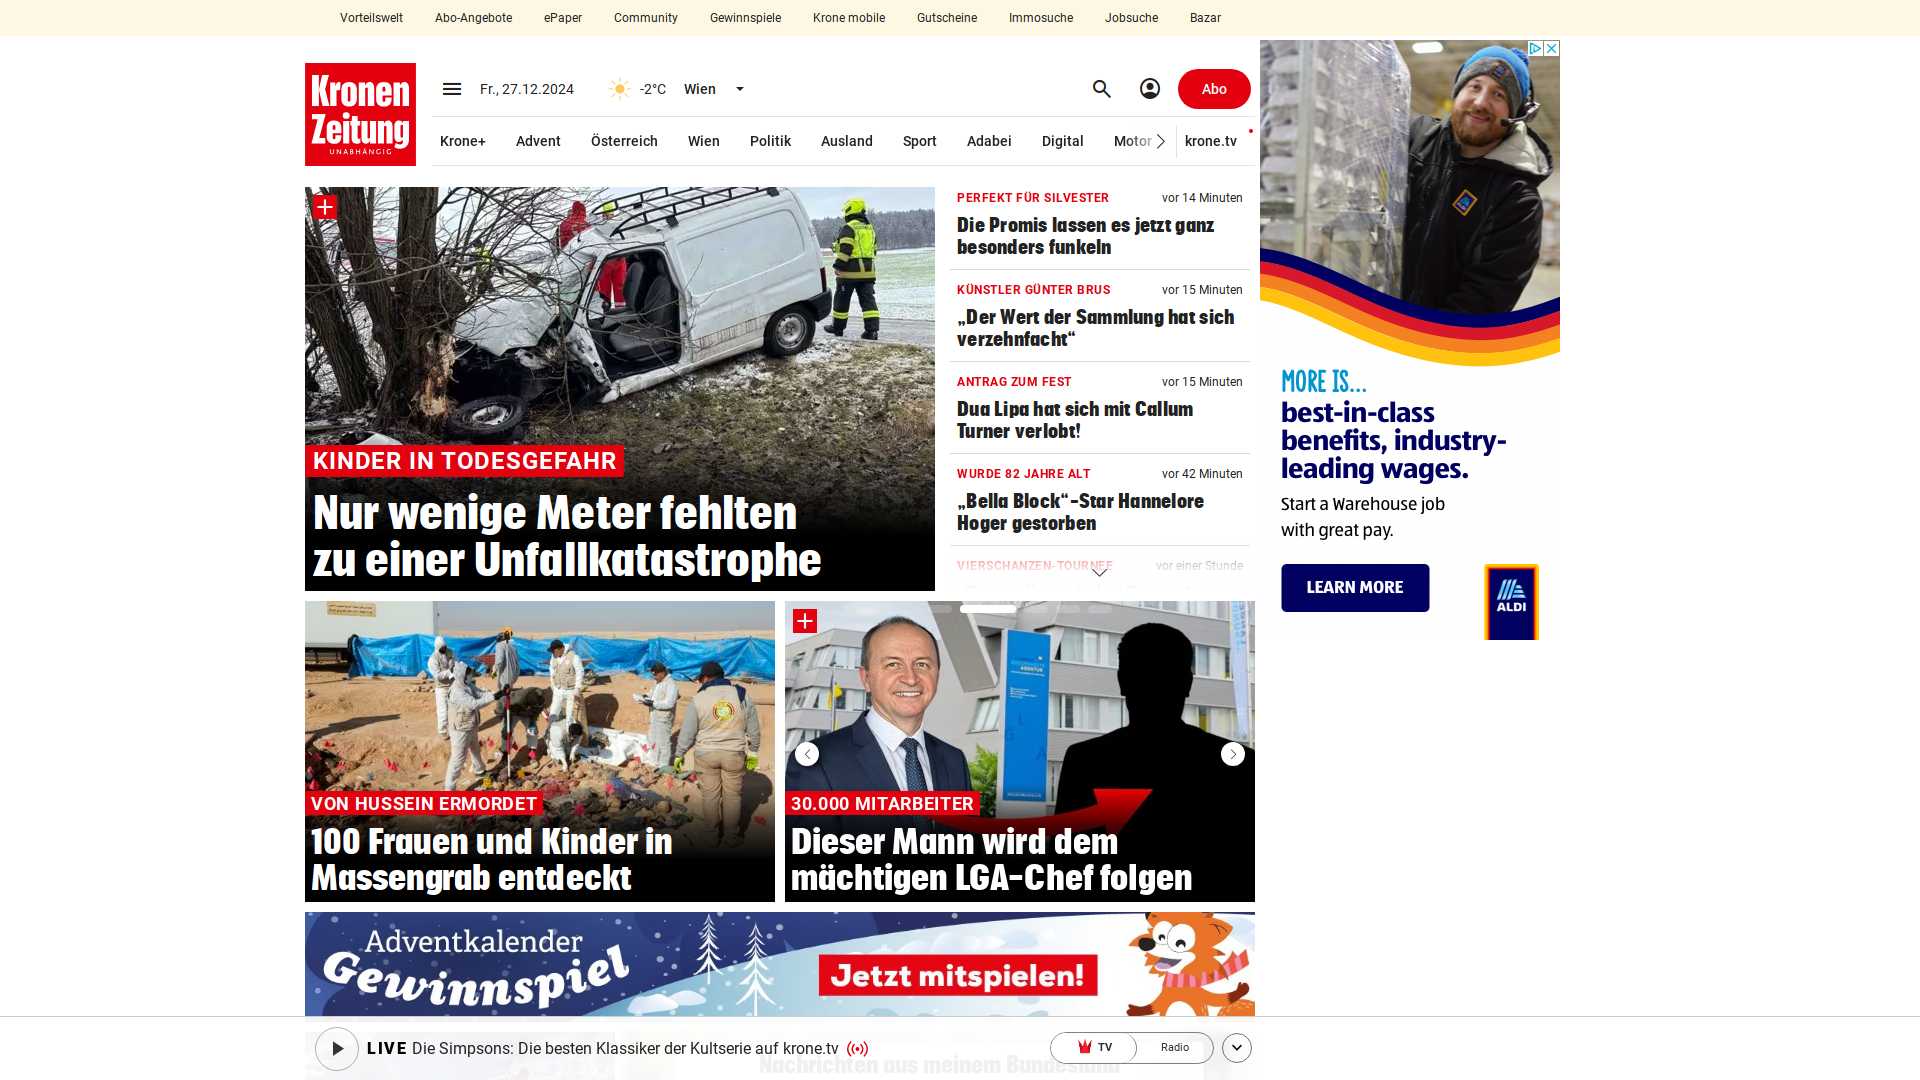 Vorteilswelt Abo-Angebote ePaper Community Gewinnspiele Krone mobile Gutscheine Immosuche Jobsuche Bazar
Kronen
Zeitung
UNABHÄNGIG
Fr., 27.12.2024 -2°C Wien
Abo
Krone+ Advent Österreich Wien Politik Ausland Sport Adabei Digital Motor krone.tv
KINDER IN TODESGEFAHR
Nur wenige Meter fehlten
zu einer Unfallkatastrophe
PERFEKT FÜR SILVESTER vor 14 Minuten
Die Promis lassen es jetzt ganz
besonders funkeln
KÜNSTLER GÜNTER BRUS vor 15 Minuten
„Der Wert der Sammlung hat sich
verzehnfacht“
ANTRAG ZUM FEST vor 15 Minuten
Dua Lipa hat sich mit Callum
Turner verlobt!
WURDE 82 JAHRE ALT vor 42 Minuten
„Bella Block“-Star Hannelore
Hoger gestorben
VIERSCHANZEN-TOURNEE vor einer Stunde
MORE IS...
best-in-class
benefits, industry-
leading wages.
Start a Warehouse job
with great pay.
LEARN MORE
ALDI
VON HUSSEIN ERMORDET
100 Frauen und Kinder in
Massengrab entdeckt
30.000 MITARBEITER
Dieser Mann wird dem
mächtigen LGA-Chef folgen
Adventkalender
Gewinnspiel
Jetzt mitspielen!
LIVE Die Simpsons: Die besten Klassiker der Kultserie auf krone.tv
TV Radio
Nachrichten aus meinem Bundesland